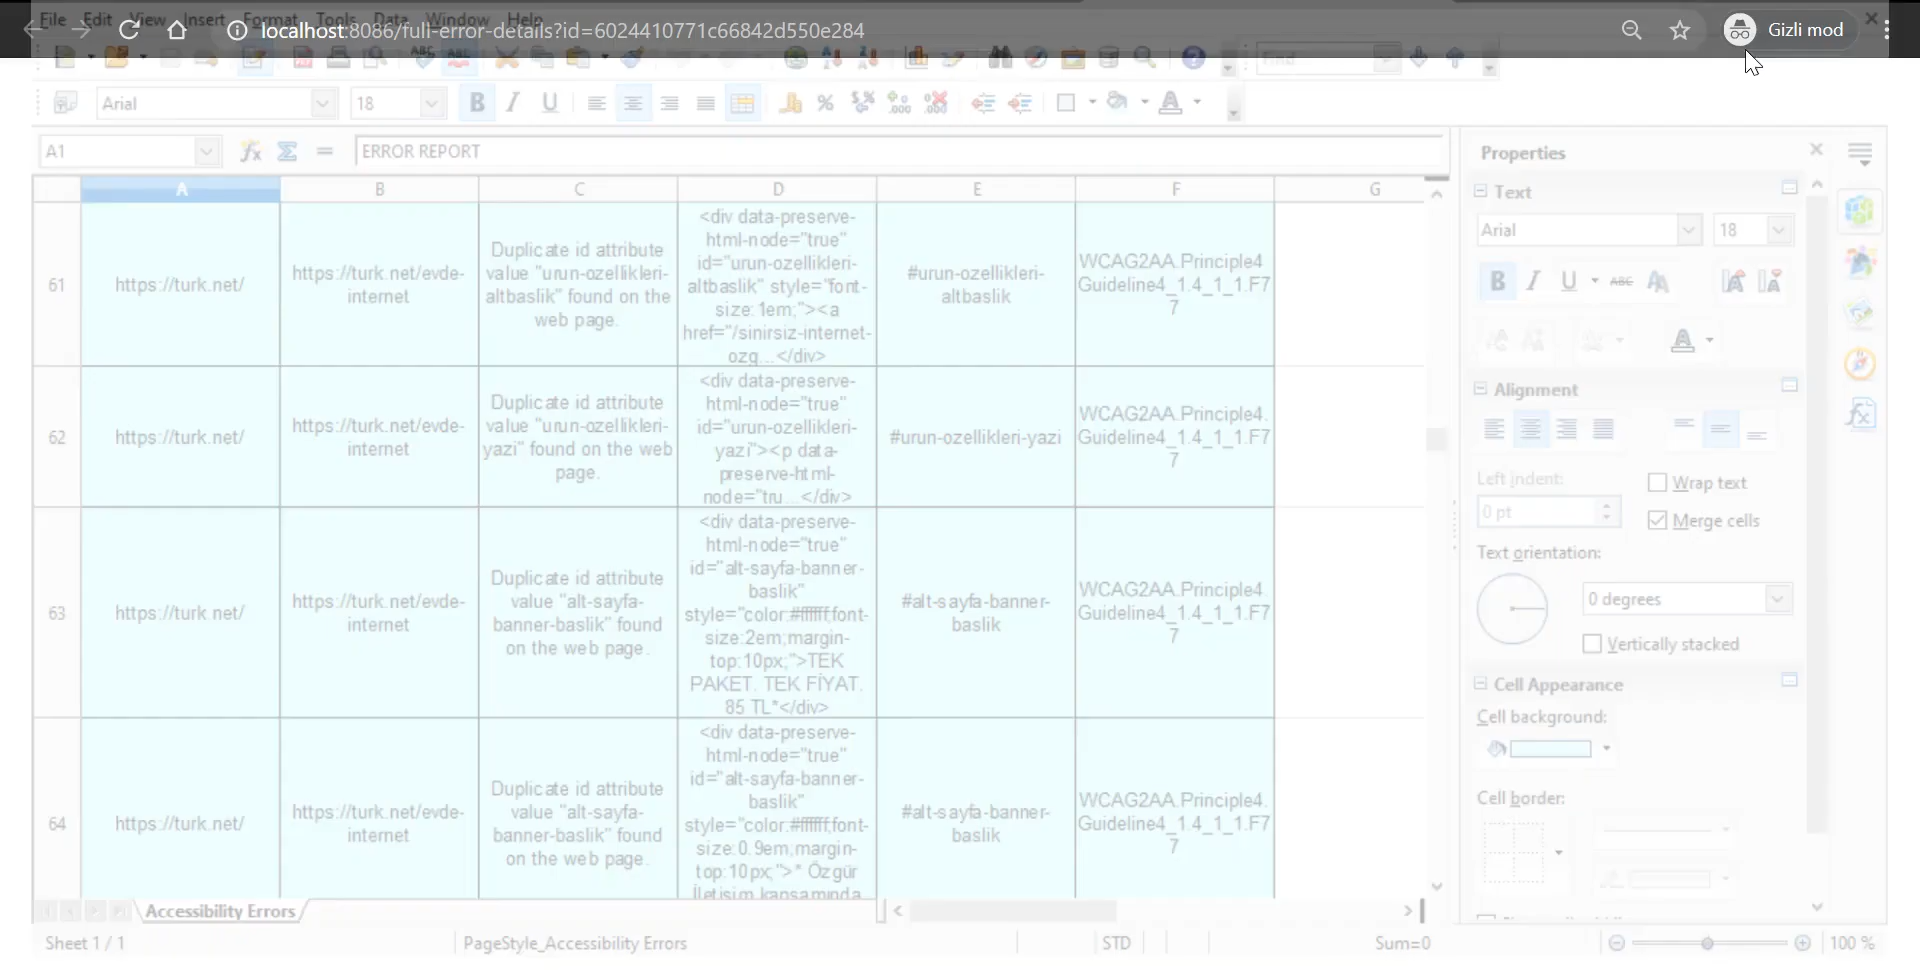 File Edit View Insert Format Tools Data Window Help
localhost:8086/full-error-details?id=6024410771c66842d550e284
Gizli mod
Find
Arial 18
A1 ERROR REPORT
A B C D E F G
61
https://turk.net/
https://turk.net/evde-
internet
Duplicate id attribute
value "urun-ozellikleri-
altbaslik" found on the
web page.
<div data-preserve-
html-node="true"
id="urun-ozellikleri-
altbaslik" style="font-
size:1em;"><a
href="/sinirsiz-internet-
ozg...</div>
#urun-ozellikleri-
altbaslik
WCAG2AA.Principle4.
Guideline4_1.4_1_1.F7
7
62
https://turk.net/
https://turk.net/evde-
internet
Duplicate id attribute
value "urun-ozellikleri-
yazi" found on the web
page.
<div data-preserve-
html-node="true"
id="urun-ozellikleri-
yazi"><p data-
preserve-html-
node="tru...</div>
#urun-ozellikleri-yazi
WCAG2AA.Principle4.
Guideline4_1.4_1_1.F7
7
63
https://turk.net/
https://turk.net/evde-
internet
Duplicate id attribute
value "alt-sayfa-
banner-baslik" found
on the web page.
<div data-preserve-
html-node="true"
id="alt-sayfa-banner-
baslik"
style="color:#ffffff;font-
size:2em;margin-
top:10px;">TEK
PAKET. TEK FİYAT.
85 TL*</div>
#alt-sayfa-banner-
baslik
WCAG2AA.Principle4.
Guideline4_1.4_1_1.F7
7
64
https://turk.net/
https://turk.net/evde-
internet
Duplicate id attribute
value "alt-sayfa-
banner-baslik" found
on the web page.
<div data-preserve-
html-node="true"
id="alt-sayfa-banner-
baslik"
style="color:#ffffff;font-
size:0.9em;margin-
top:10px;">* Özgür
İletişim kapsamında
#alt-sayfa-banner-
baslik
WCAG2AA.Principle4.
Guideline4_1.4_1_1.F7
7
Properties
Text
Arial 18
Alignment
Left indent:
0 pt
Wrap text
Merge cells
Text orientation:
0 degrees
Vertically stacked
Cell Appearance
Cell background:
Cell border:
Accessibility Errors
Sheet 1 / 1
PageStyle_Accessibility Errors
STD
Sum=0
100 %